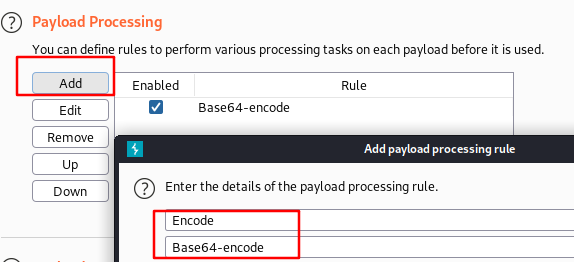 ? Payload Processing
You can define rules to perform various processing tasks on each payload before it is used.
Add Enabled Rule
Edit Base64-encode
Remove
Up Add payload processing rule
Down ? Enter the details of the payload processing rule.
Encode
Base64-encode